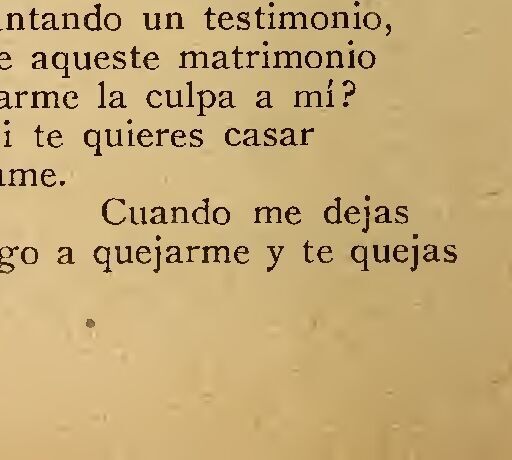 ntando un testimonio,
e aqueste matrimonio
arme la culpa a mí?
i te quieres casar
me.
Cuando me dejas
go a quejarme y te quejas